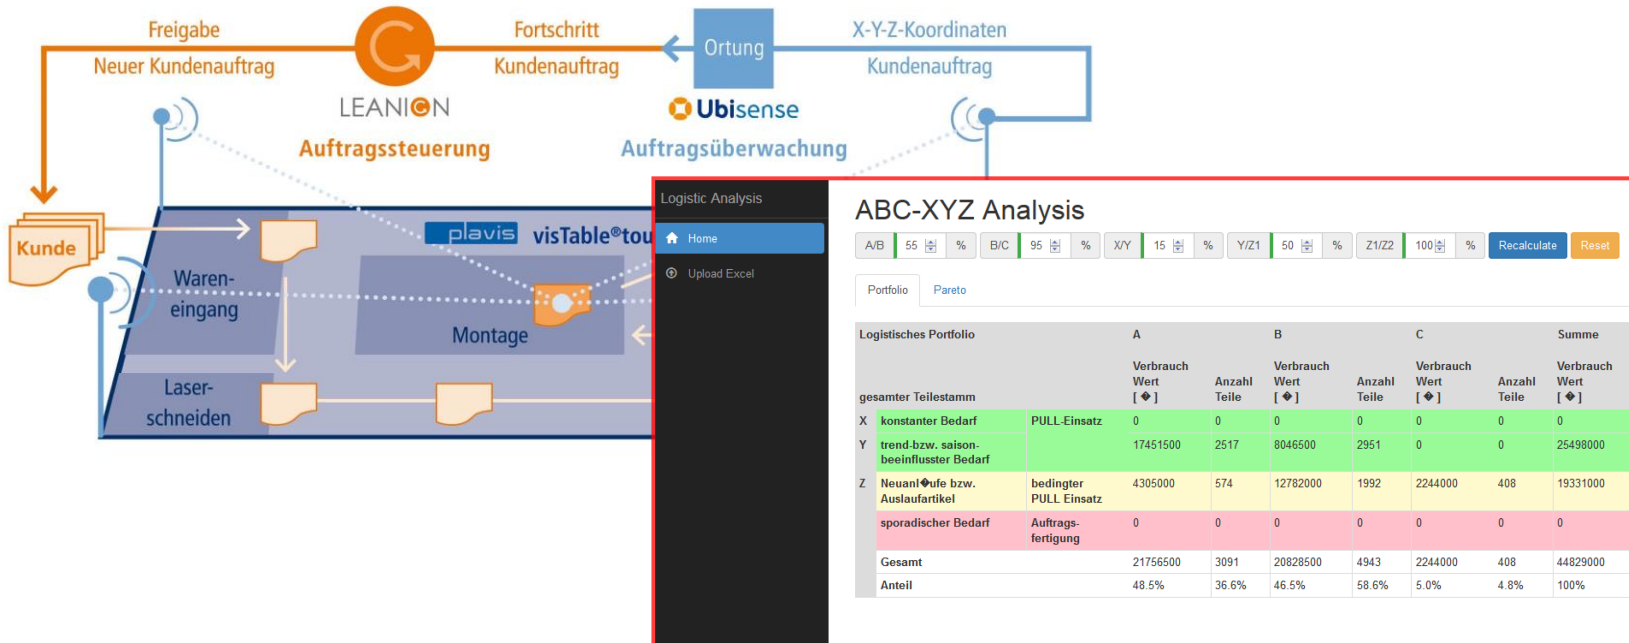 Freigabe
Neuer Kundenauftrag
LEANION
Auftragssteuerung
Fortschritt
Kundenauftrag
Ortung
Ubisense
Auftragsüberwachung
X-Y-Z-Koordinaten
Kundenauftrag
Kunde
Waren-
eingang
Laser-
schneiden
plavis visTable®tou
Montage
Logistic Analysis
Home
Upload Excel
ABC-XYZ Analysis
A/B 55 % B/C 95 % X/Y 15 % Y/Z1 50 % Z1/Z2 100 % Recalculate Reset
Portfolio Pareto
Logistisches Portfolio A B C Summe
gesamter Teilestamm Verbrauch Wert [ � ] Anzahl Teile Verbrauch Wert [ � ] Anzahl Teile Verbrauch Wert [ � ] Anzahl Teile Verbrauch Wert [ � ]
X konstanter Bedarf PULL-Einsatz 0 0 0 0 0 0 0
Y trend-bzw. saison- 17451500 2517 8046500 2951 0 0 25498000
beeinflusster Bedarf
Z Neuanl�ufe bzw. bedingter 4305000 574 12782000 1992 2244000 408 19331000
Auslaufartikel PULL Einsatz
sporadischer Bedarf Auftrags- 0 0 0 0 0 0 0
fertigung
Gesamt 21756500 3091 20828500 4943 2244000 408 44829000
Anteil 48.5% 36.6% 46.5% 58.6% 5.0% 4.8% 100%